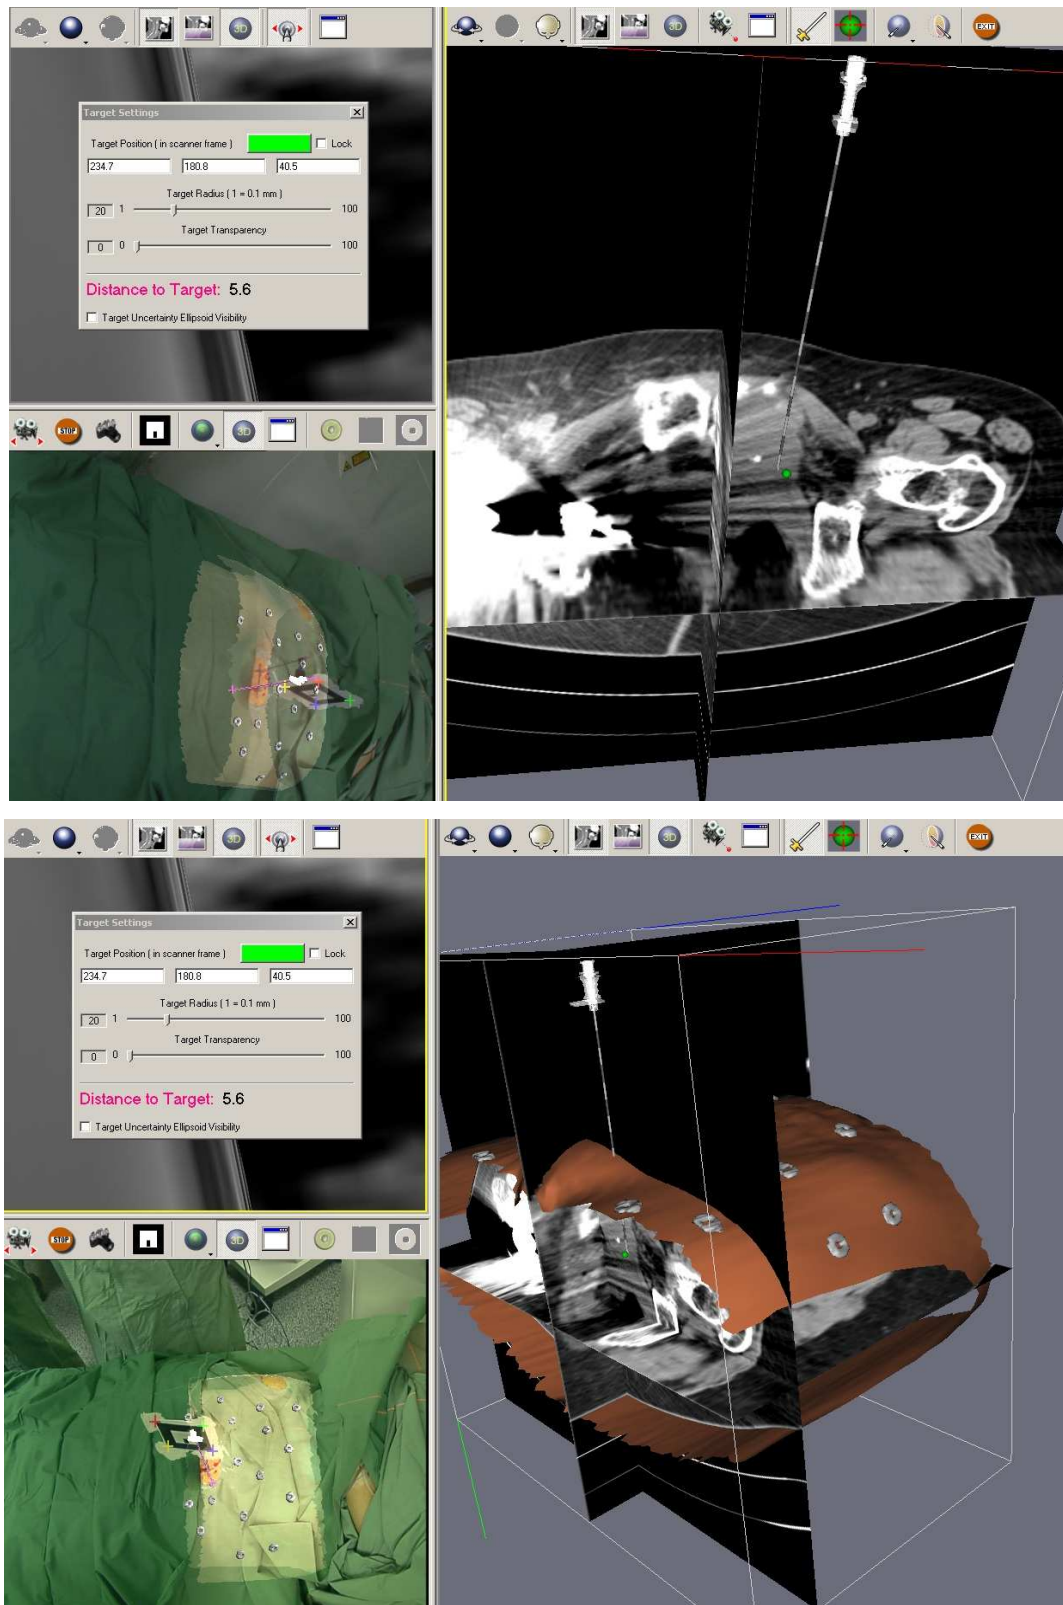 3D
EXIT
3D
Target Settings
Target Position ( in scanner frame )
Lock
234.7 180.8 40.5
Target Radius ( 1 = 0.1 mm )
20 1 100
Target Transparency
0 0 100
Distance to Target: 5.6
Target Uncertainty Ellipsoid Visibility
STOP
3D
3D
3D
EXIT
Target Settings
Target Position ( in scanner frame )
Lock
234.7 180.8 40.5
Target Radius ( 1 = 0.1 mm )
20 1 100
Target Transparency
0 0 100
Distance to Target: 5.6
Target Uncertainty Ellipsoid Visibility
STOP
3D